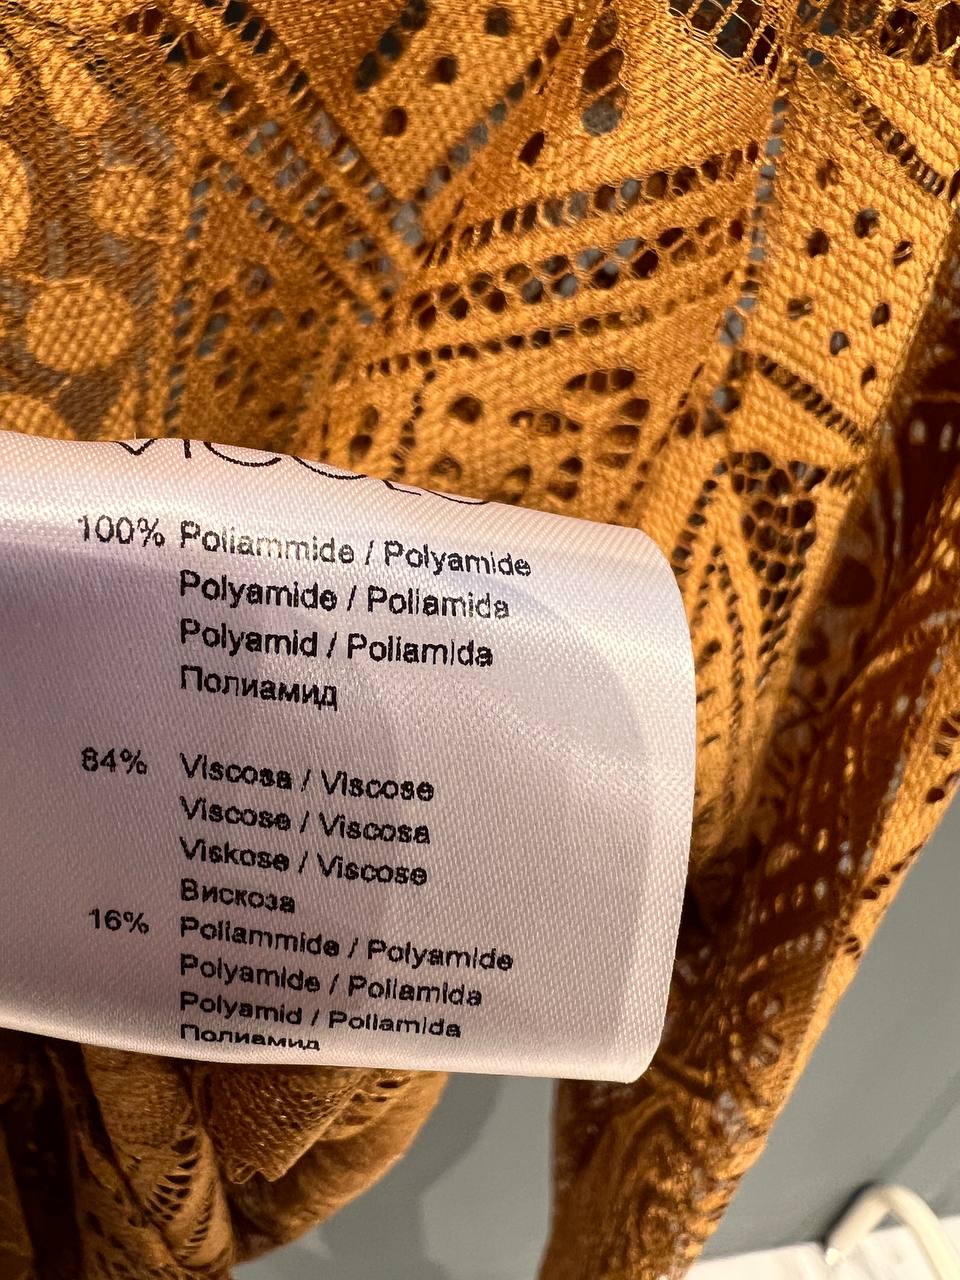 100% Poliammide / Polyamide
Polyamide / Poliamida
Polyamid / Poliamida
Полиамид
84% Viscosa / Viscose
Viscose / Viscosa
Viskose / Viscose
Вискоза
16% Poliammide / Polyamide
Polyamide / Poliamida
Polyamid / Poliamida
Полиамид